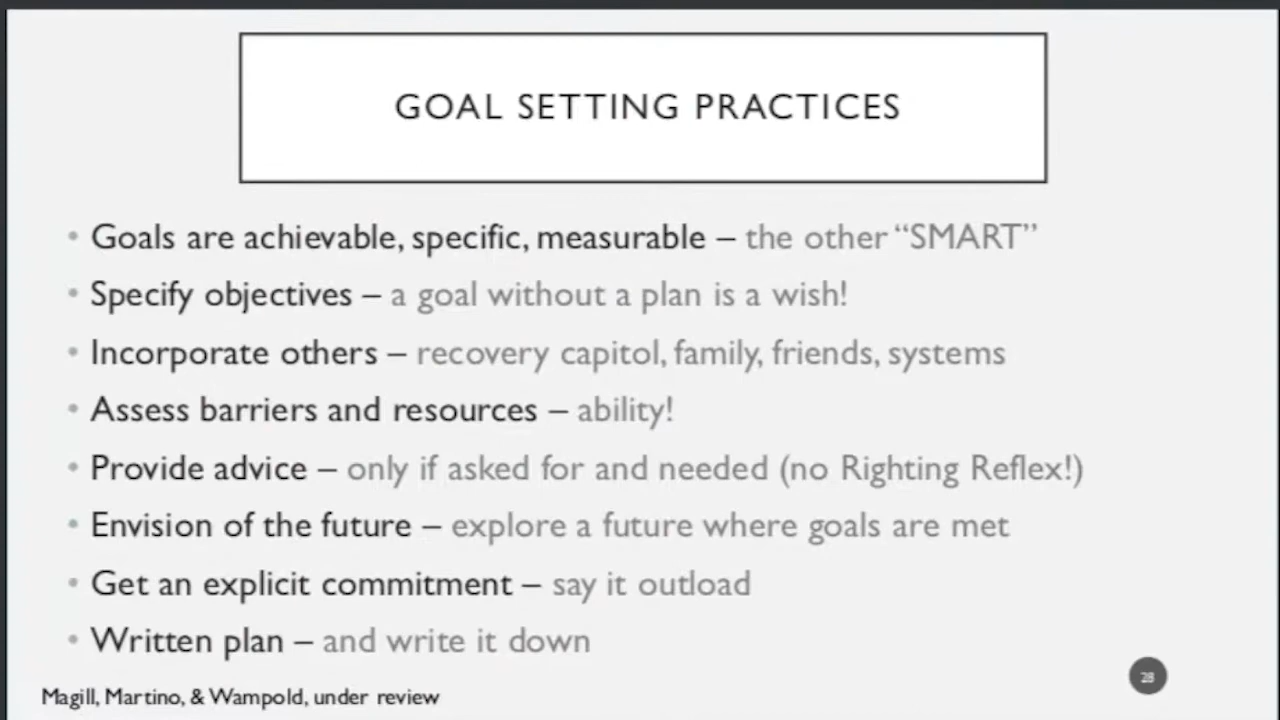 GOAL SETTING PRACTICES
• Goals are achievable, specific, measurable – the other “SMART”
• Specify objectives – a goal without a plan is a wish!
• Incorporate others – recovery capitol, family, friends, systems
• Assess barriers and resources – ability!
• Provide advice – only if asked for and needed (no Righting Reflex!)
• Envision of the future – explore a future where goals are met
• Get an explicit commitment – say it outload
• Written plan – and write it down
Magill, Martino, & Wampold, under review
28